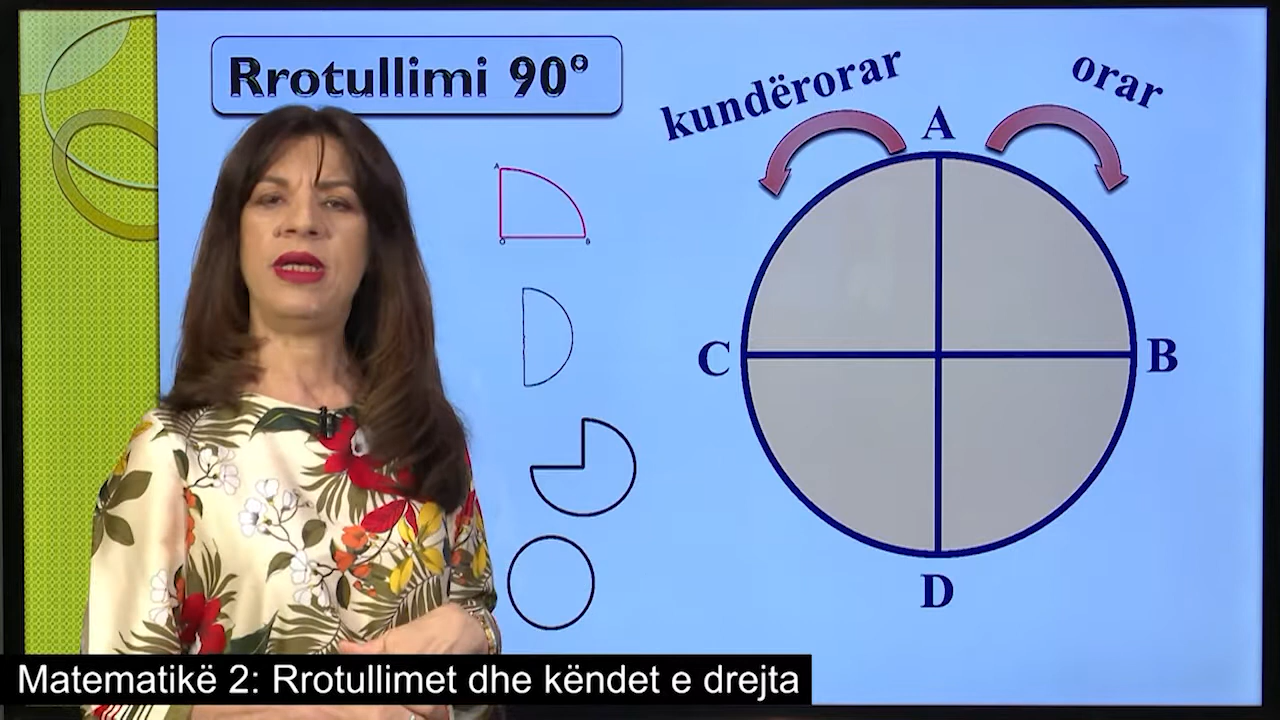 Rrotullimi 90°
kundërorar
orar
A
A
O
B
C
B
D
Matematikë 2: Rrotullimet dhe këndet e drejta